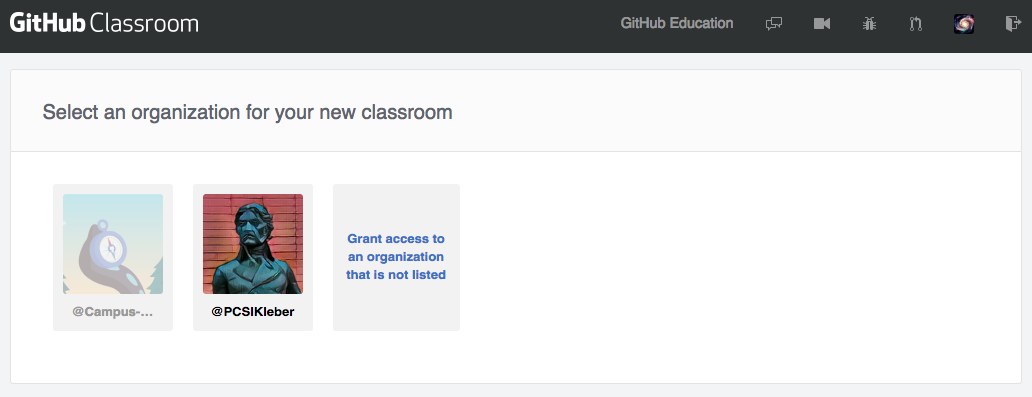 GitHub Classroom
GitHub Education
Select an organization for your new classroom
@Campus-...
@PCSIKleber
Grant access to
an organization
that is not listed